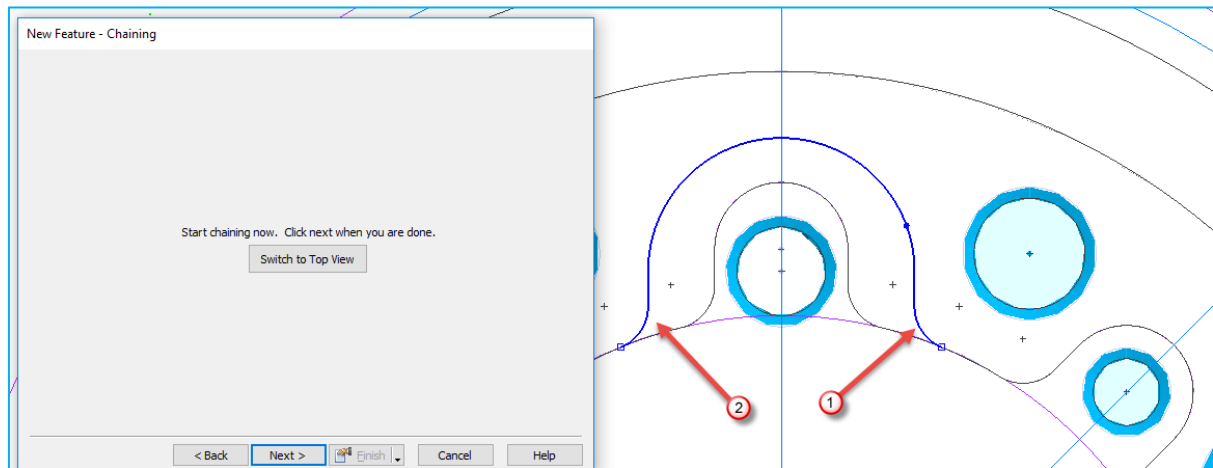 New Feature - Chaining
Start chaining now. Click next when you are done.
Switch to Top View
< Back
Next >
Finish
Cancel
Help
2
1